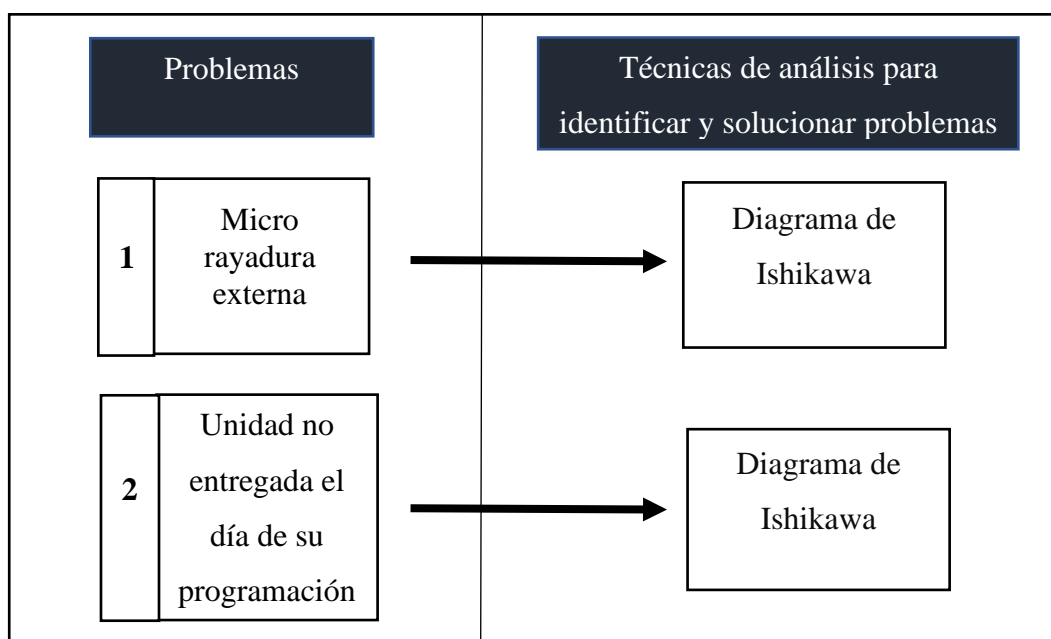 Problemas
Técnicas de análisis para
identificar y solucionar problemas
1
Micro
rayadura
externa
Diagrama de
Ishikawa
2
Unidad no
entregada el
día de su
programación
Diagrama de
Ishikawa